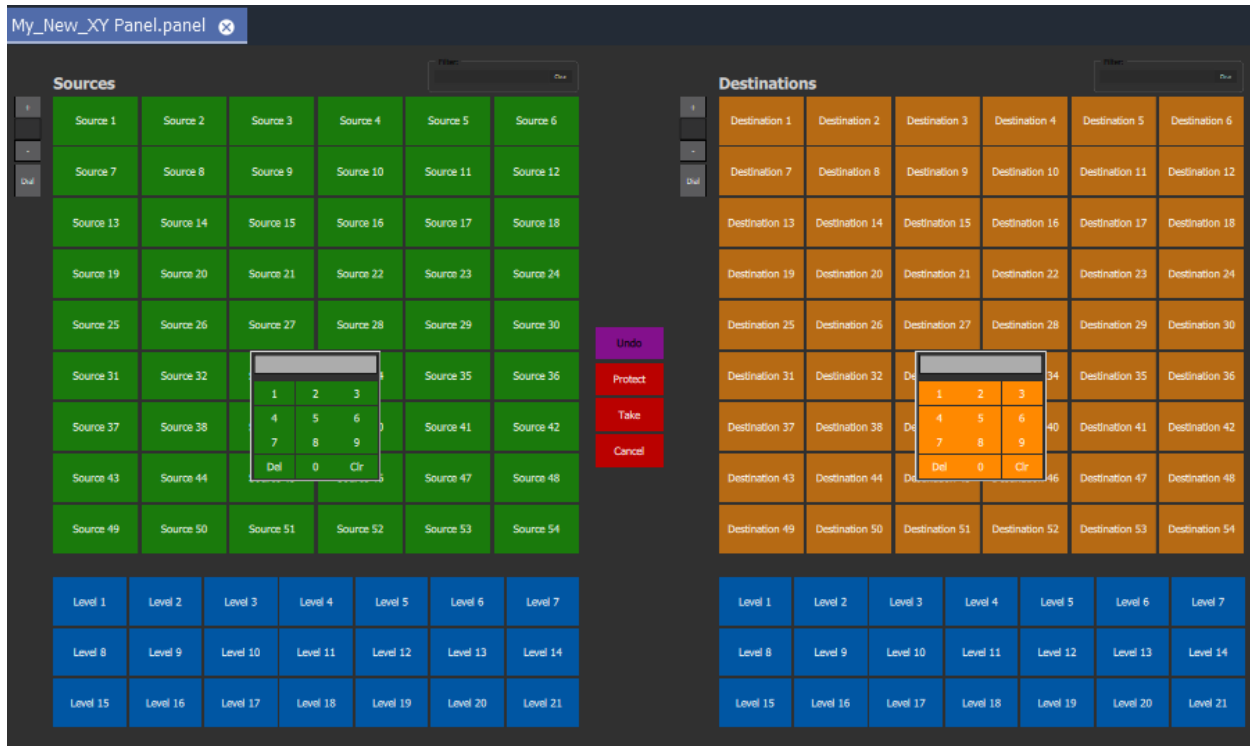 My_New_XY Panel.panel
Filter:
Clear
Sources
Filter:
Clear
Destinations
+
-
Dial
Source 1 Source 2 Source 3 Source 4 Source 5 Source 6
Source 7 Source 8 Source 9 Source 10 Source 11 Source 12
Source 13 Source 14 Source 15 Source 16 Source 17 Source 18
Source 19 Source 20 Source 21 Source 22 Source 23 Source 24
Source 25 Source 26 Source 27 Source 28 Source 29 Source 30
Source 31 Source 32 Source 35 Source 36
Source 37 Source 38 Source 41 Source 42
Source 43 Source 44 Source 47 Source 48
Source 49 Source 50 Source 51 Source 52 Source 53 Source 54
1 2 3
4 5 6
7 8 9
Del 0 Clr
Level 1 Level 2 Level 3 Level 4 Level 5 Level 6 Level 7
Level 8 Level 9 Level 10 Level 11 Level 12 Level 13 Level 14
Level 15 Level 16 Level 17 Level 18 Level 19 Level 20 Level 21
Undo
Protect
Take
Cancel
+
-
Dial
Destination 1 Destination 2 Destination 3 Destination 4 Destination 5 Destination 6
Destination 7 Destination 8 Destination 9 Destination 10 Destination 11 Destination 12
Destination 13 Destination 14 Destination 15 Destination 16 Destination 17 Destination 18
Destination 19 Destination 20 Destination 21 Destination 22 Destination 23 Destination 24
Destination 25 Destination 26 Destination 27 Destination 28 Destination 29 Destination 30
Destination 31 Destination 32 34 Destination 35 Destination 36
Destination 37 Destination 38 40 Destination 41 Destination 42
Destination 43 Destination 44 46 Destination 47 Destination 48
Destination 49 Destination 50 Destination 51 Destination 52 Destination 53 Destination 54
1 2 3
4 5 6
7 8 9
Del 0 Clr
Level 1 Level 2 Level 3 Level 4 Level 5 Level 6 Level 7
Level 8 Level 9 Level 10 Level 11 Level 12 Level 13 Level 14
Level 15 Level 16 Level 17 Level 18 Level 19 Level 20 Level 21